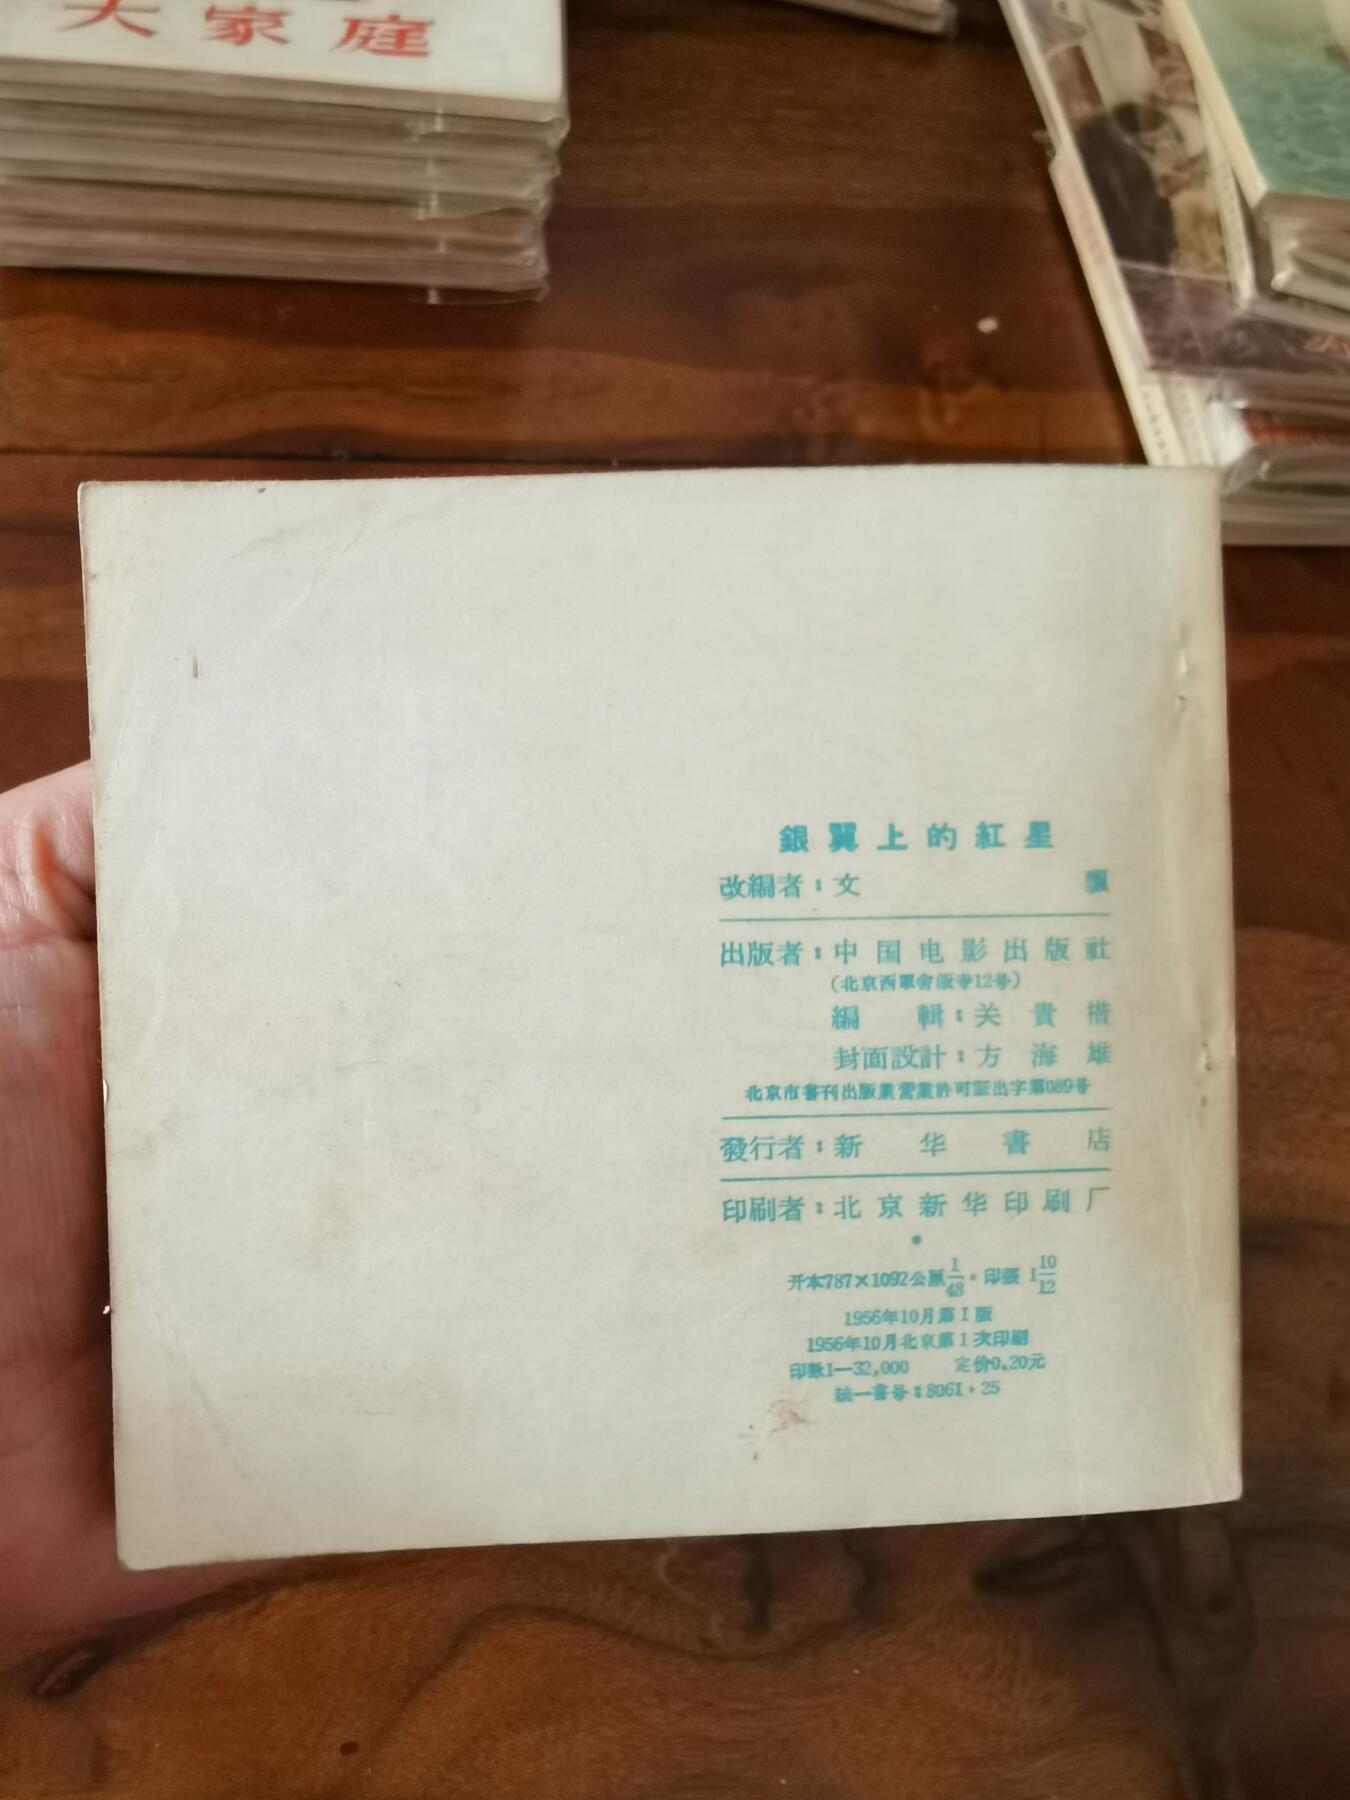 大家庭
銀翼上的紅星
改編者：文
出版者：中国电影出版社
（北京西單舍飯寺12号）
編輯：关貴楷
封面設計：方海雄
北京市書刊出版業营業許可証出字第089号
發行者：新华書店
印刷者：北京新华印刷厂
开本787×1092公厘1/48·印張 1 10/12
1956年10月第1版
1956年10月北京第1次印刷
印數1—32,000 定价0.20元
統一書号：8061·25